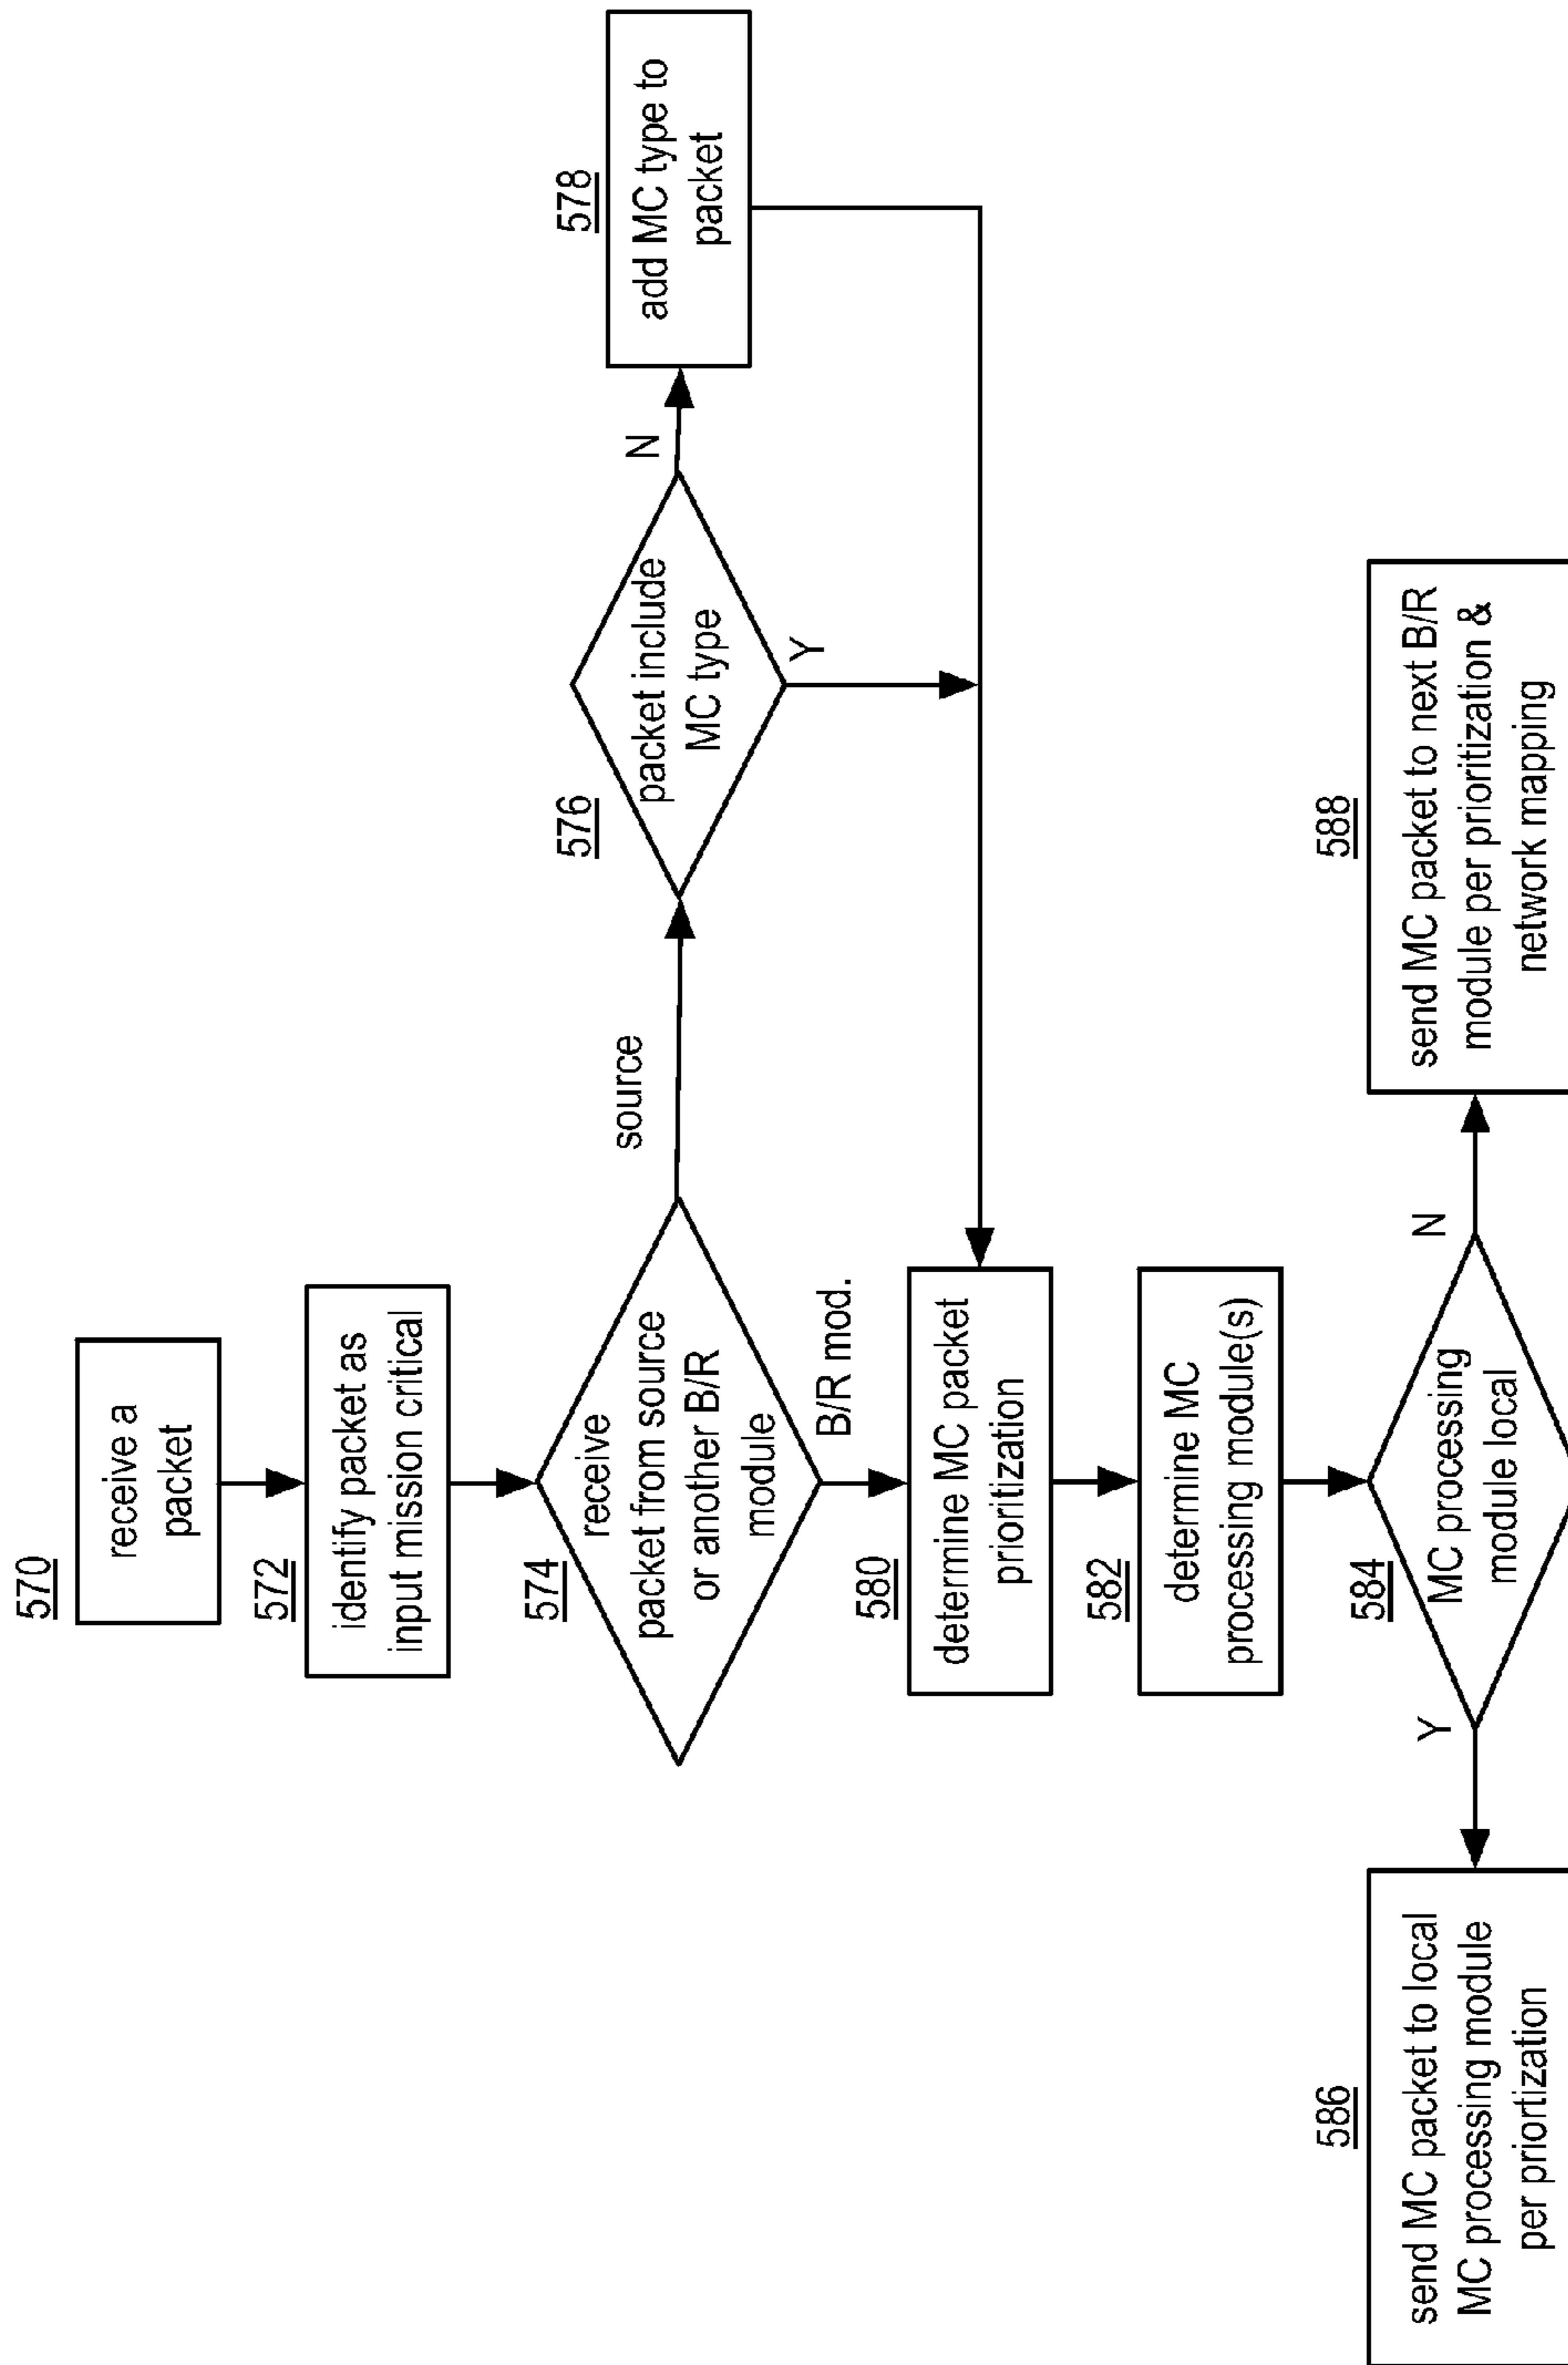 570
receive a
packet
572
identify packet as
input mission critical
574
receive
packet from source
or another B/R
module
source
B/R mod.
576
packet include
MC type
N
Y
578
add MC type to
packet
580
determine MC packet
prioritization
582
determine MC
processing module(s)
584
MC processing
module local
Y
N
586
send MC packet to local
MC processing module
per priortization
588
send MC packet to next B/R
module per prioritization &
network mapping